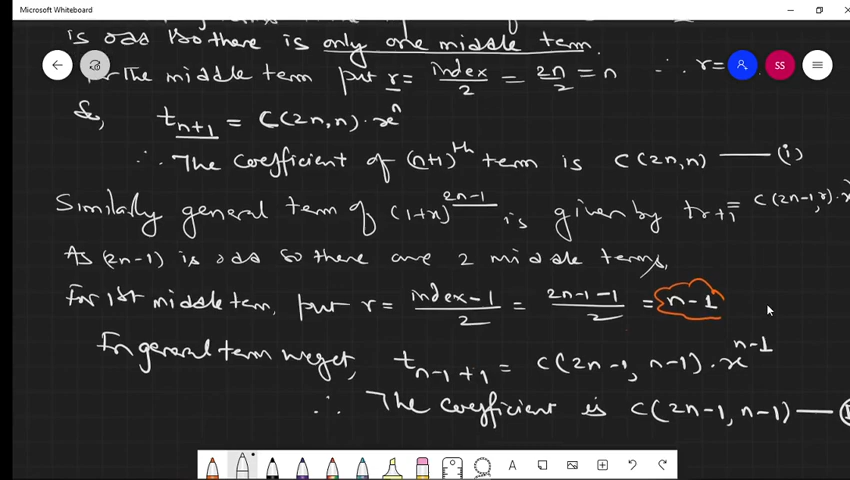 Microsoft Whiteboard
is odd so there is only one middle term.
For the middle term put r = index/2 = 2n/2 = n ∴ r =
SS
So, t_{n+1} = C(2n,n) · x^n
∴ The coefficient of (n+1)^{th} term is C(2n,n) —— (i)
Similarly general term of (1+x)^{2n-1} is given by t_{r+1} = C(2n-1,r) · x
As (2n-1) is odd so there are 2 middle terms,
For 1st middle term, put r = index-1/2 = 2n-1-1/2 = n-1
In general term we get, t_{n-1+1} = C(2n-1, n-1) · x^{n-1}
∴ The coefficient is C(2n-1, n-1) ——
A